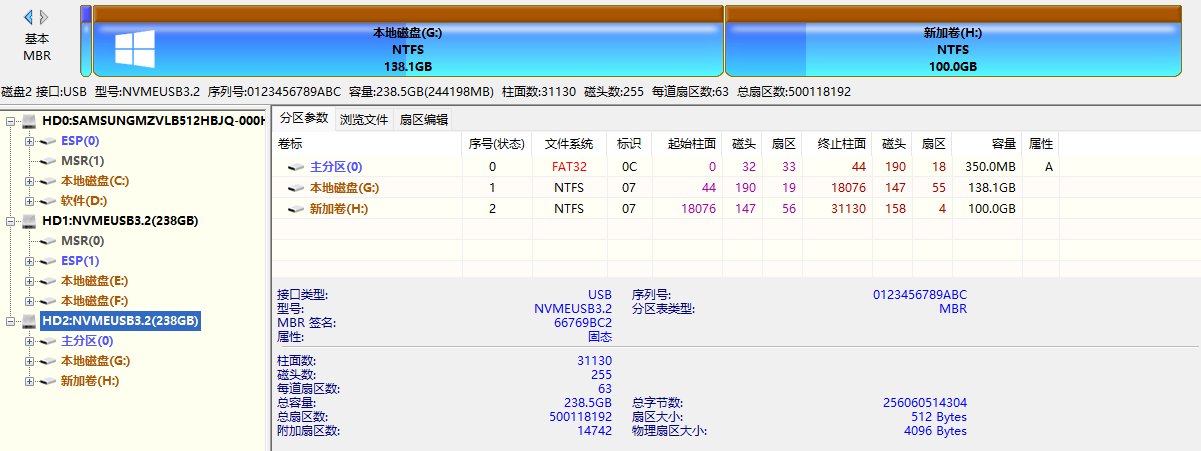 基本
MBR
本地磁盘(G:)
NTFS
138.1GB
新加卷(H:)
NTFS
100.0GB
磁盘2 接口:USB 型号:NVMEUSB3.2 序列号:0123456789ABC 容量:238.5GB(244198MB) 柱面数:31130 磁头数:255 每道扇区数:63 总扇区数:500118192
HD0:SAMSUNGMZVLB512HBJQ-000H
ESP(0)
MSR(1)
本地磁盘(C:)
软件(D:)
HD1:NVMEUSB3.2(238GB)
MSR(0)
ESP(1)
本地磁盘(E:)
本地磁盘(F:)
HD2:NVMEUSB3.2(238GB)
主分区(0)
本地磁盘(G:)
新加卷(H:)
分区参数 浏览文件 扇区编辑
卷标 序号(状态) 文件系统 标识 起始柱面 磁头 扇区 终止柱面 磁头 扇区 容量 属性
主分区(0) 0 FAT32 0C 0 32 33 44 190 18 350.0MB A
本地磁盘(G:) 1 NTFS 07 44 190 19 18076 147 55 138.1GB
新加卷(H:) 2 NTFS 07 18076 147 56 31130 158 4 100.0GB
接口类型: USB 序列号: 0123456789ABC
型号: NVMEUSB3.2 分区表类型: MBR
MBR 签名: 66769BC2
属性: 固态
柱面数: 31130
磁头数: 255
每道扇区数: 63
总容量: 238.5GB 总字节数: 256060514304
总扇区数: 500118192 扇区大小: 512 Bytes
附加扇区数: 14742 物理扇区大小: 4096 Bytes